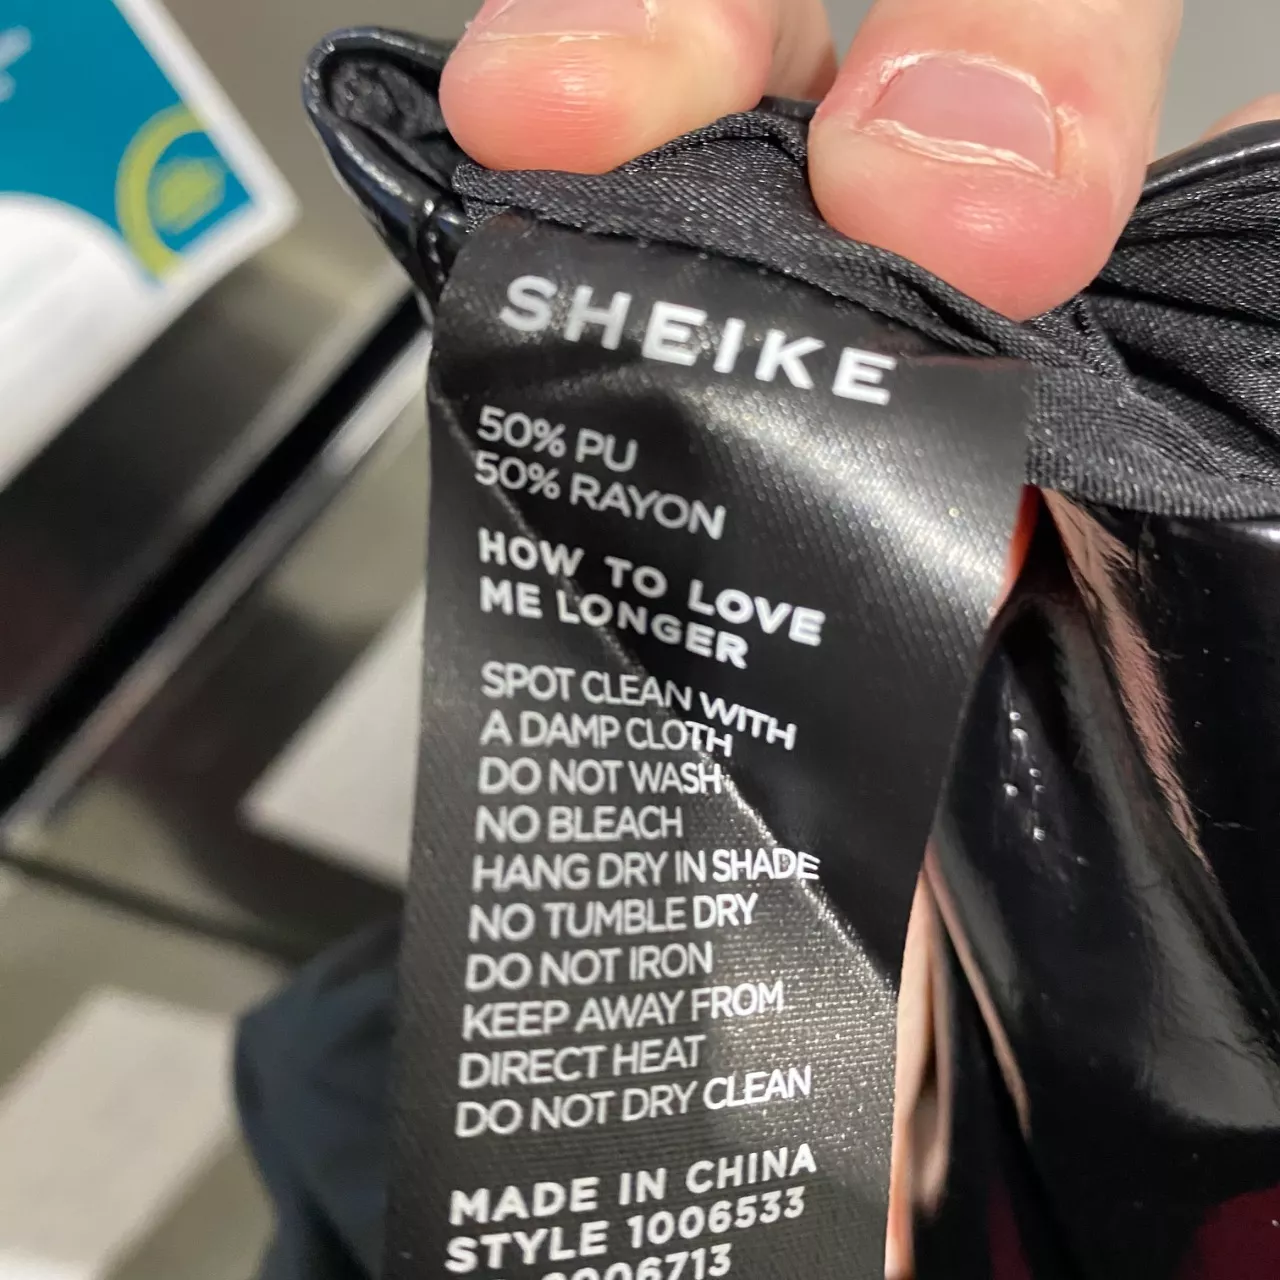 SHEIKE
50% PU
50% RAYON
HOW TO LOVE
ME LONGER
SPOT CLEAN WITH
A DAMP CLOTH
DO NOT WASH
NO BLEACH
HANG DRY IN SHADE
NO TUMBLE DRY
DO NOT IRON
KEEP AWAY FROM
DIRECT HEAT
DO NOT DRY CLEAN
MADE IN CHINA
STYLE 1006533